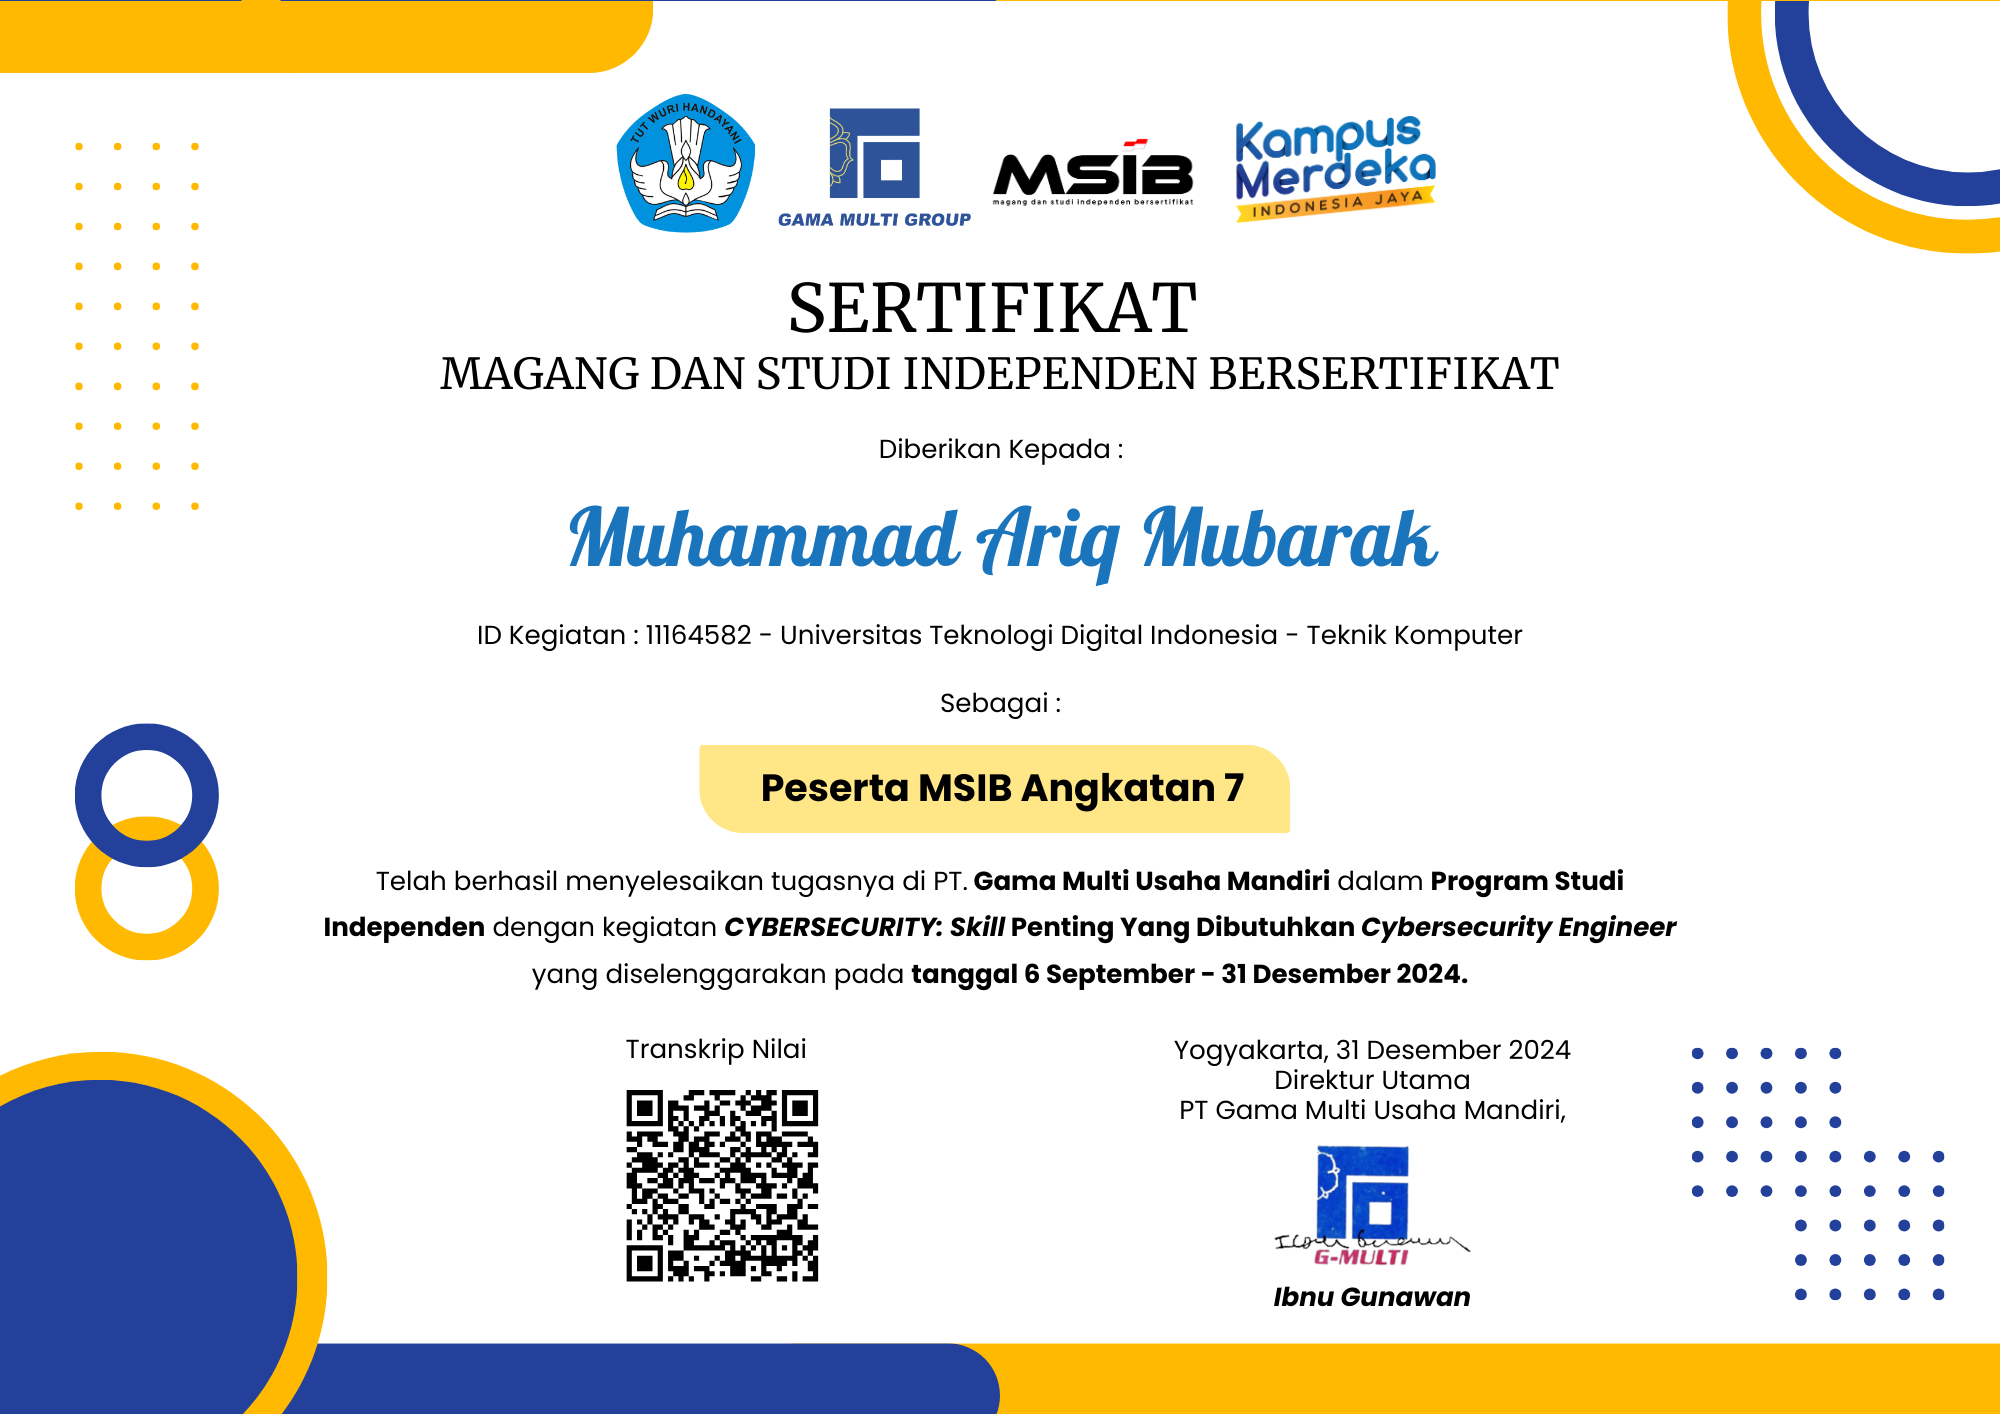 TUT WURI HANDAYANI
GAMA MULTI GROUP
MSIB
magang dan studi independen bersertifikat
Kampus
Merdeka
INDONESIA JAYA
SERTIFIKAT
MAGANG DAN STUDI INDEPENDEN BERSERTIFIKAT
Diberikan Kepada :
Muhammad Ariq Mubarak
ID Kegiatan : 11164582 - Universitas Teknologi Digital Indonesia - Teknik Komputer
Sebagai :
Peserta MSIB Angkatan 7
Telah berhasil menyelesaikan tugasnya di PT. Gama Multi Usaha Mandiri dalam Program Studi
Independen dengan kegiatan CYBERSECURITY: Skill Penting Yang Dibutuhkan Cybersecurity Engineer
yang diselenggarakan pada tanggal 6 September - 31 Desember 2024.
Transkrip Nilai
Yogyakarta, 31 Desember 2024
Direktur Utama
PT Gama Multi Usaha Mandiri,
G-MULTI
Ibnu Gunawan